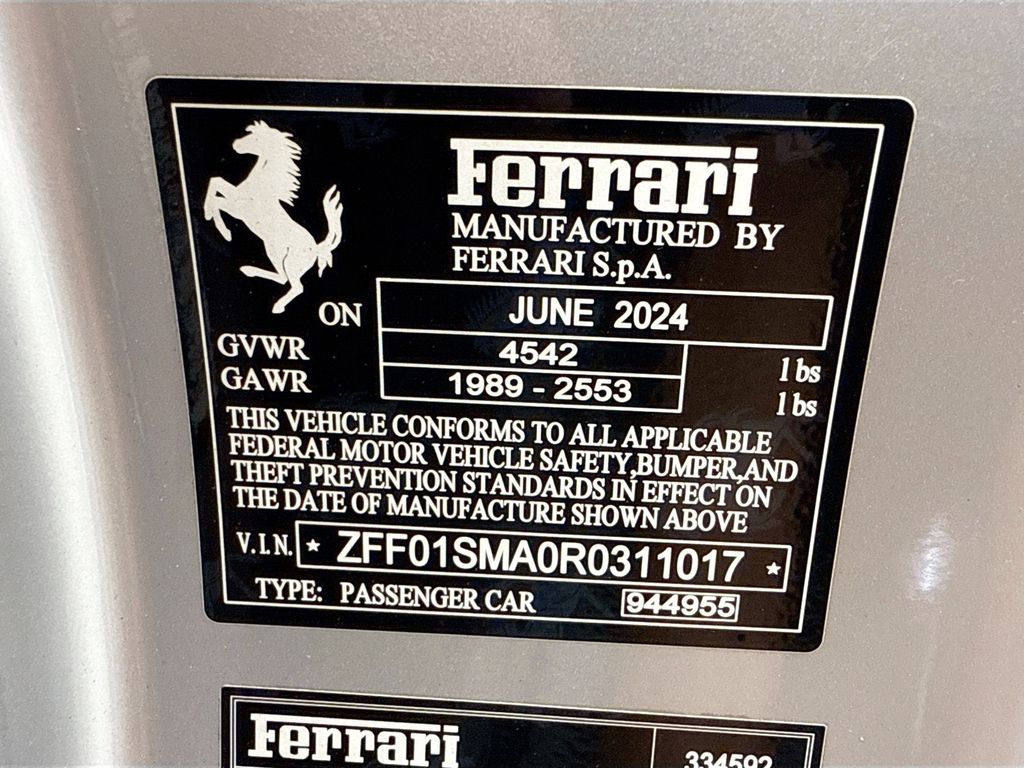 Ferrari
MANUFACTURED BY
FERRARI S.p.A.
ON JUNE 2024
GVWR 4542 lbs
GAWR 1989 - 2553 lbs
THIS VEHICLE CONFORMS TO ALL APPLICABLE
FEDERAL MOTOR VEHICLE SAFETY,BUMPER,AND
THEFT PREVENTION STANDARDS IN EFFECT ON
THE DATE OF MANUFACTURE SHOWN ABOVE
V.I.N. ★ ZFF01SMA0R0311017 ★
TYPE: PASSENGER CAR 944955
Ferrari 334592